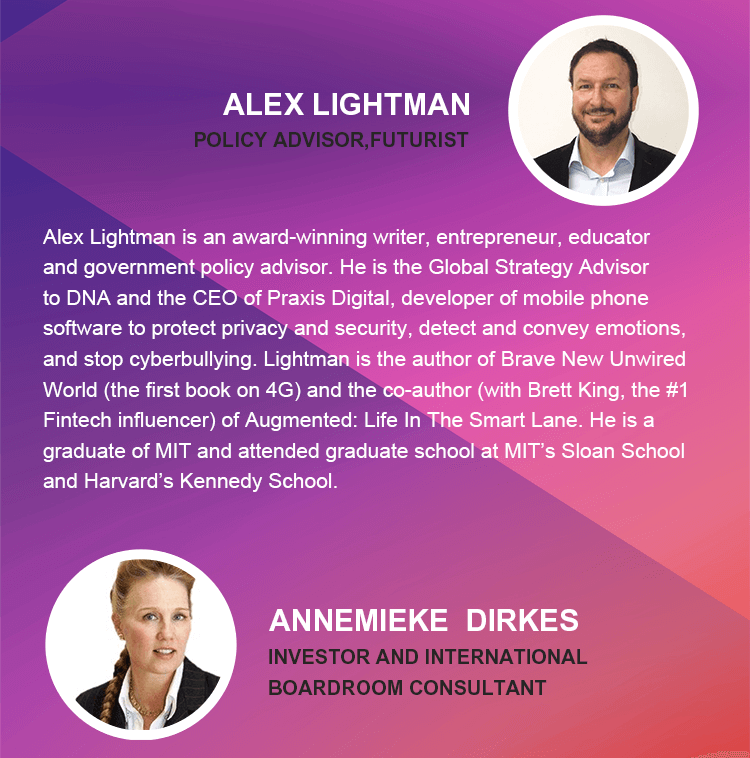 ALEX LIGHTMAN
POLICY ADVISOR,FUTURIST
Alex Lightman is an award-winning writer, entrepreneur, educator
and government policy advisor. He is the Global Strategy Advisor
to DNA and the CEO of Praxis Digital, developer of mobile phone
software to protect privacy and security, detect and convey emotions,
and stop cyberbullying. Lightman is the author of Brave New Unwired
World (the first book on 4G) and the co-author (with Brett King, the #1
Fintech influencer) of Augmented: Life In The Smart Lane. He is a
graduate of MIT and attended graduate school at MIT’s Sloan School
and Harvard’s Kennedy School.
ANNEMIEKE DIRKES
INVESTOR AND INTERNATIONAL
BOARDROOM CONSULTANT